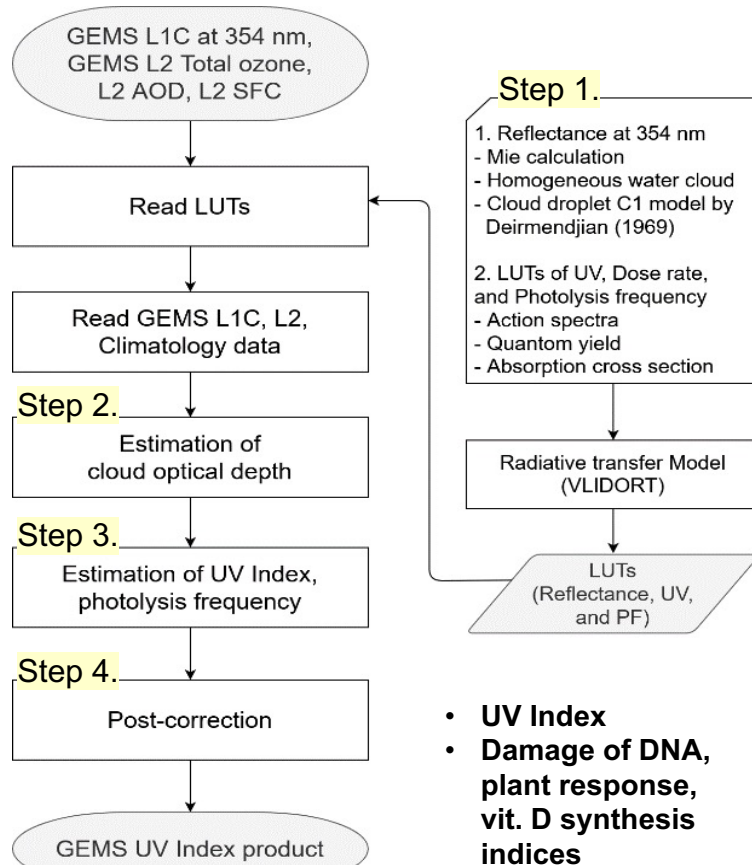 GEMS L1C at 354 nm,
GEMS L2 Total ozone,
L2 AOD, L2 SFC
Read LUTs
Read GEMS L1C, L2,
Climatology data
Step 2.
Estimation of
cloud optical depth
Step 3.
Estimation of UV Index,
photolysis frequency
Step 4.
Post-correction
GEMS UV Index product
Step 1.
1. Reflectance at 354 nm
- Mie calculation
- Homogeneous water cloud
- Cloud droplet C1 model by
Deirmendjian (1969)
2. LUTs of UV, Dose rate,
and Photolysis frequency
- Action spectra
- Quantom yield
- Absorption cross section
Radiative transfer Model
(VLIDORT)
LUTs
(Reflectance, UV,
and PF)
• UV Index
• Damage of DNA,
plant response,
vit. D synthesis
indices